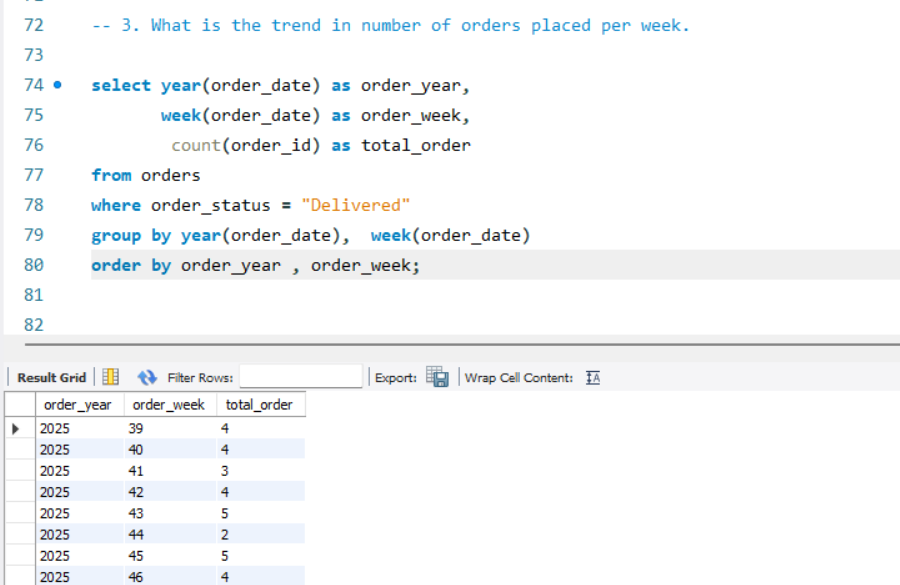 72 -- 3. What is the trend in number of orders placed per week.
73
74 select year(order_date) as order_year,
75 week(order_date) as order_week,
76 count(order_id) as total_order
77 from orders
78 where order_status = "Delivered"
79 group by year(order_date),  week(order_date)
80 order by order_year , order_week;
81
82
Result Grid Filter Rows: Export: Wrap Cell Content: IA
order_year order_week total_order
2025 39 4
2025 40 4
2025 41 3
2025 42 4
2025 43 5
2025 44 2
2025 45 5
2025 46 4